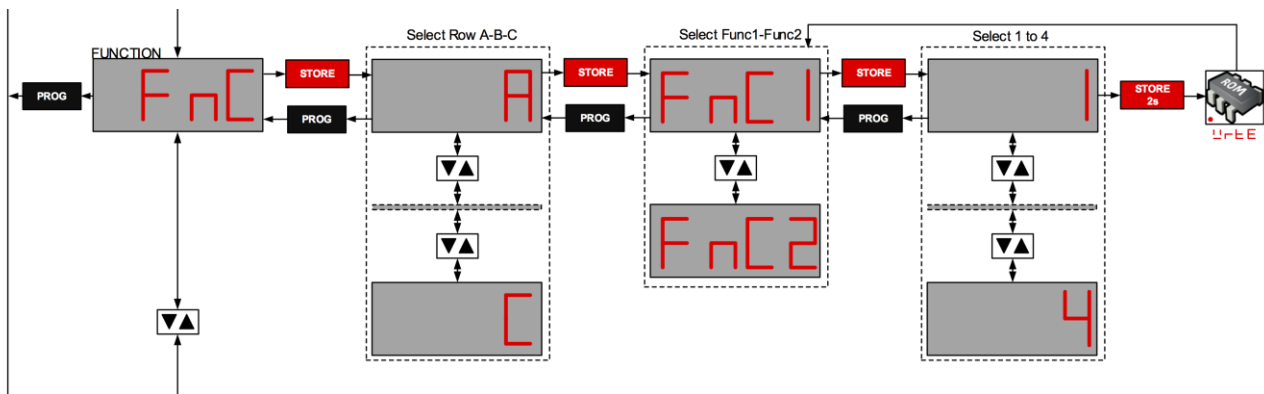 Select Row A-B-C
Select Func1-Func2
Select 1 to 4
FUNCTION
PROG
FnC
STORE
PROG
A
STORE
PROG
FnC1
STORE
PROG
1
STORE
2s
ROM
UrtE
FnC2
C
4